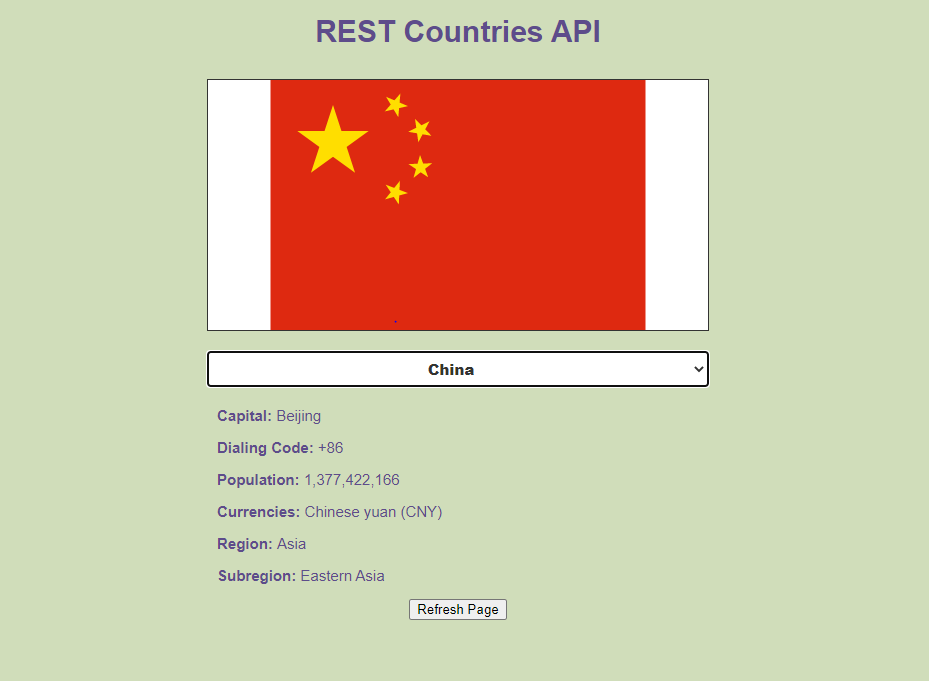 REST Countries API
China
Capital: Beijing
Dialing Code: +86
Population: 1,377,422,166
Currencies: Chinese yuan (CNY)
Region: Asia
Subregion: Eastern Asia
Refresh Page